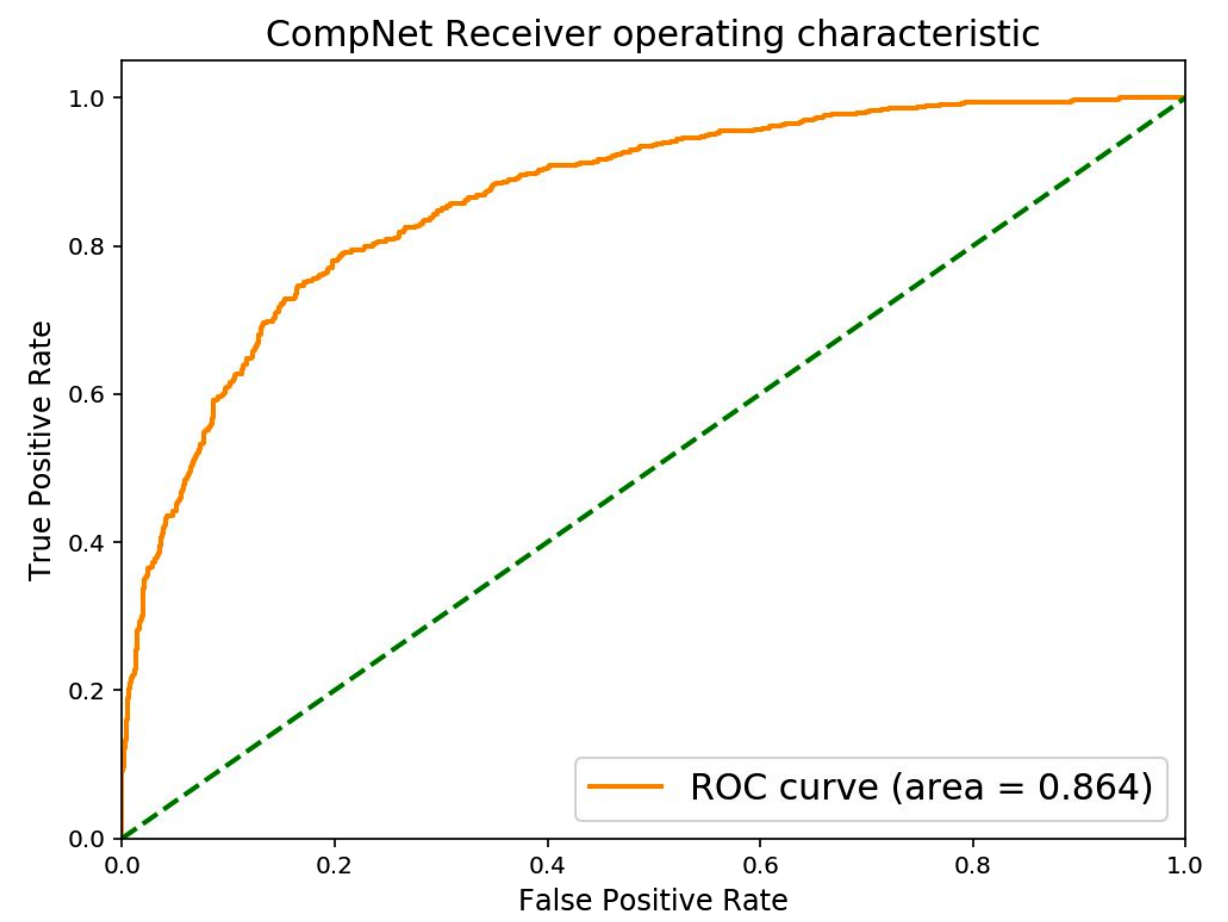 CompNet Receiver operating characteristic
True Positive Rate
1.0
0.8
0.6
0.4
0.2
0.0
ROC curve (area = 0.864)
0.0 0.2 0.4 0.6 0.8 1.0
False Positive Rate